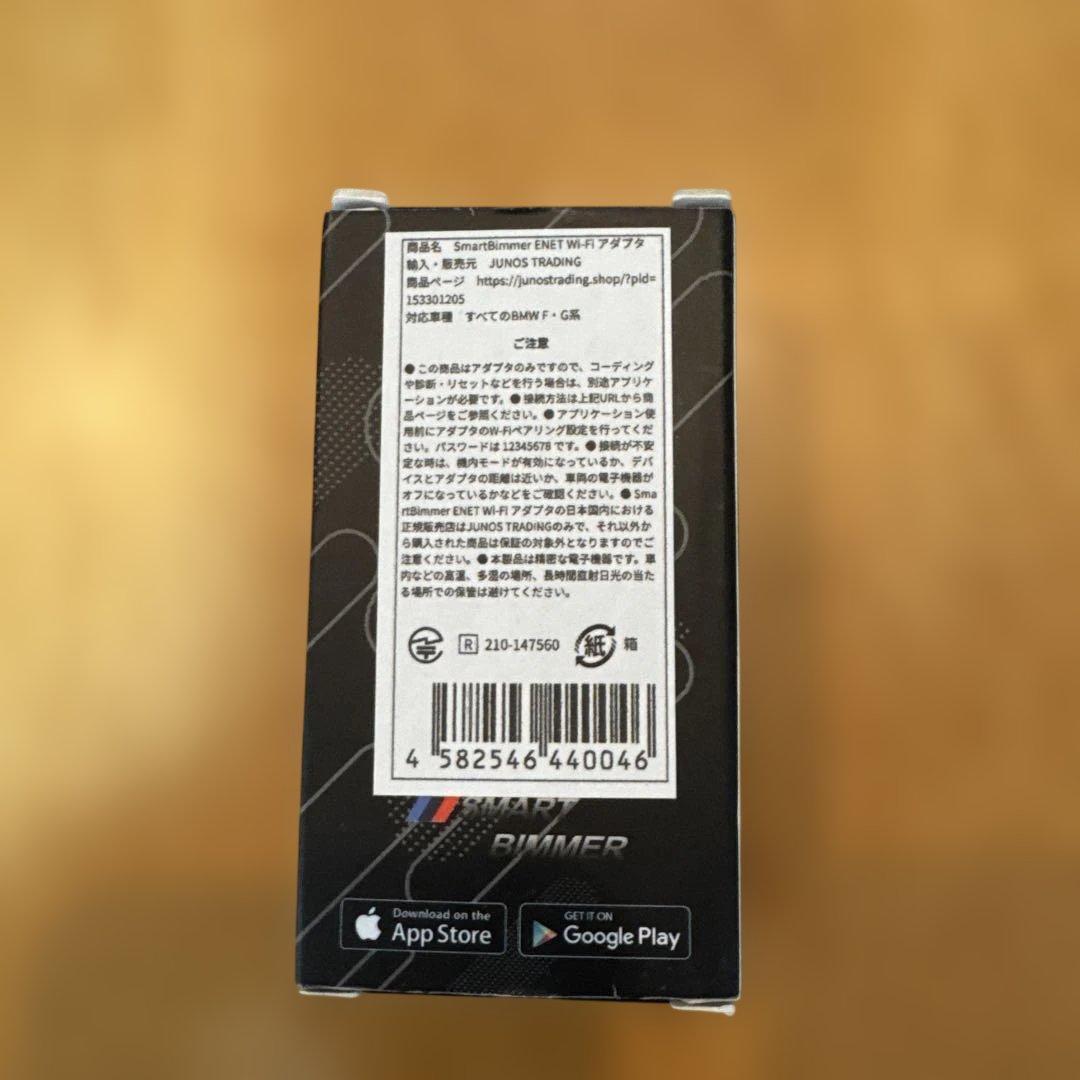 商品名 SmartBimmer ENET Wi-Fi アダプタ
輸入・販売元 JUNOS TRADING
商品ページ https://junostrading.shop/?pid=
153301205
対応車種 すべてのBMW F・G系
ご注意
● この商品はアダプタのみですので、コーディング
や診断・リセットなどを行う場合は、別途アプリケ
ーションが必要です。● 接続方法は上記URLから商
品ページをご参照ください。● アプリケーション使
用前にアダプタのWi-Fiペアリング設定を行ってくだ
さい。パスワードは 12345678 です。● 接続が不安
定な時は、機内モードが有効になっているか、デバ
イスとアダプタの距離は近いか、車両の電子機器が
オフになっているかなどをご確認ください。● Sma
rtBimmer ENET Wi-Fi アダプタの日本国内における
正規販売店はJUNOS TRADINGのみで、それ以外か
ら購入された商品は保証の対象外となりますのでご
注意ください。● 本製品は精密な電子機器です。車
内などの高温、多湿の場所、長時間直射日光の当た
る場所での保管は避けてください。
R 210-147560 紙 箱
4 582546 440046
SMART
BIMMER
Download on the
App Store
GET IT ON
Google Play